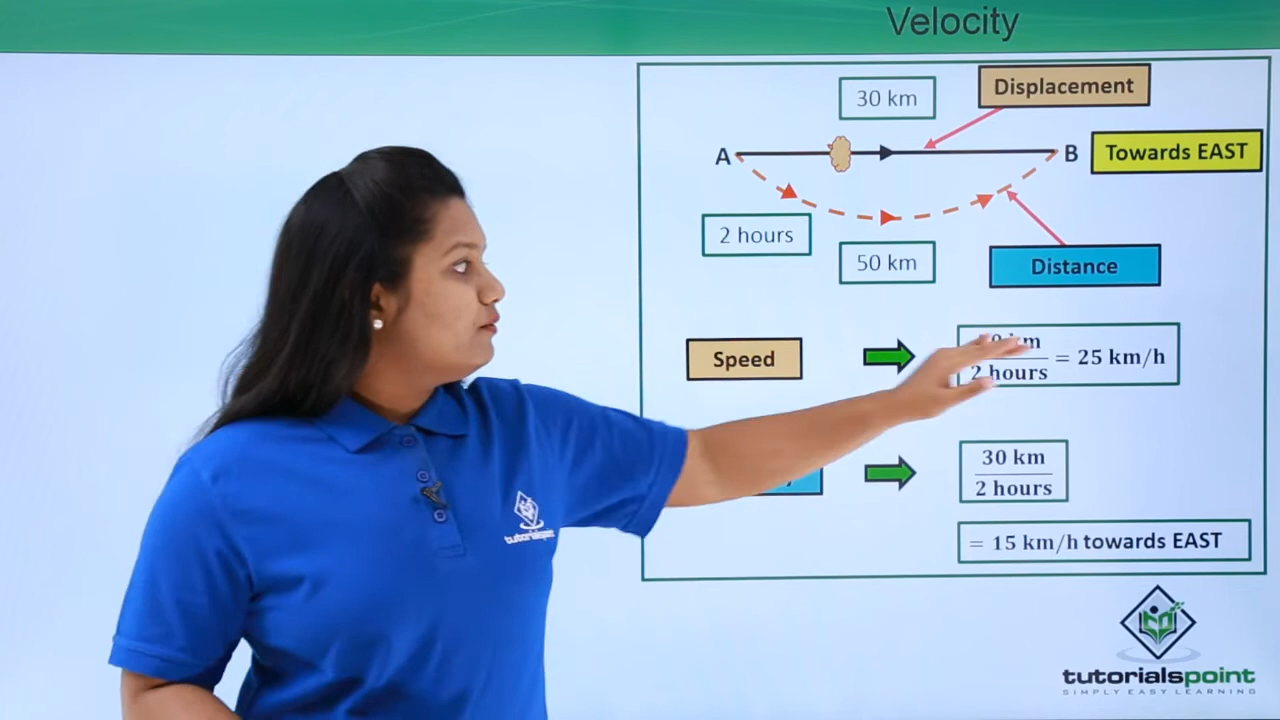 Velocity
30 km
Displacement
A
B
Towards EAST
2 hours
50 km
Distance
Speed
2 hours
= 25 km/h
30 km
2 hours
= 15 km/h towards EAST
tutorialspoint
tutorialspoint
SIMPLY EASY LEARNING